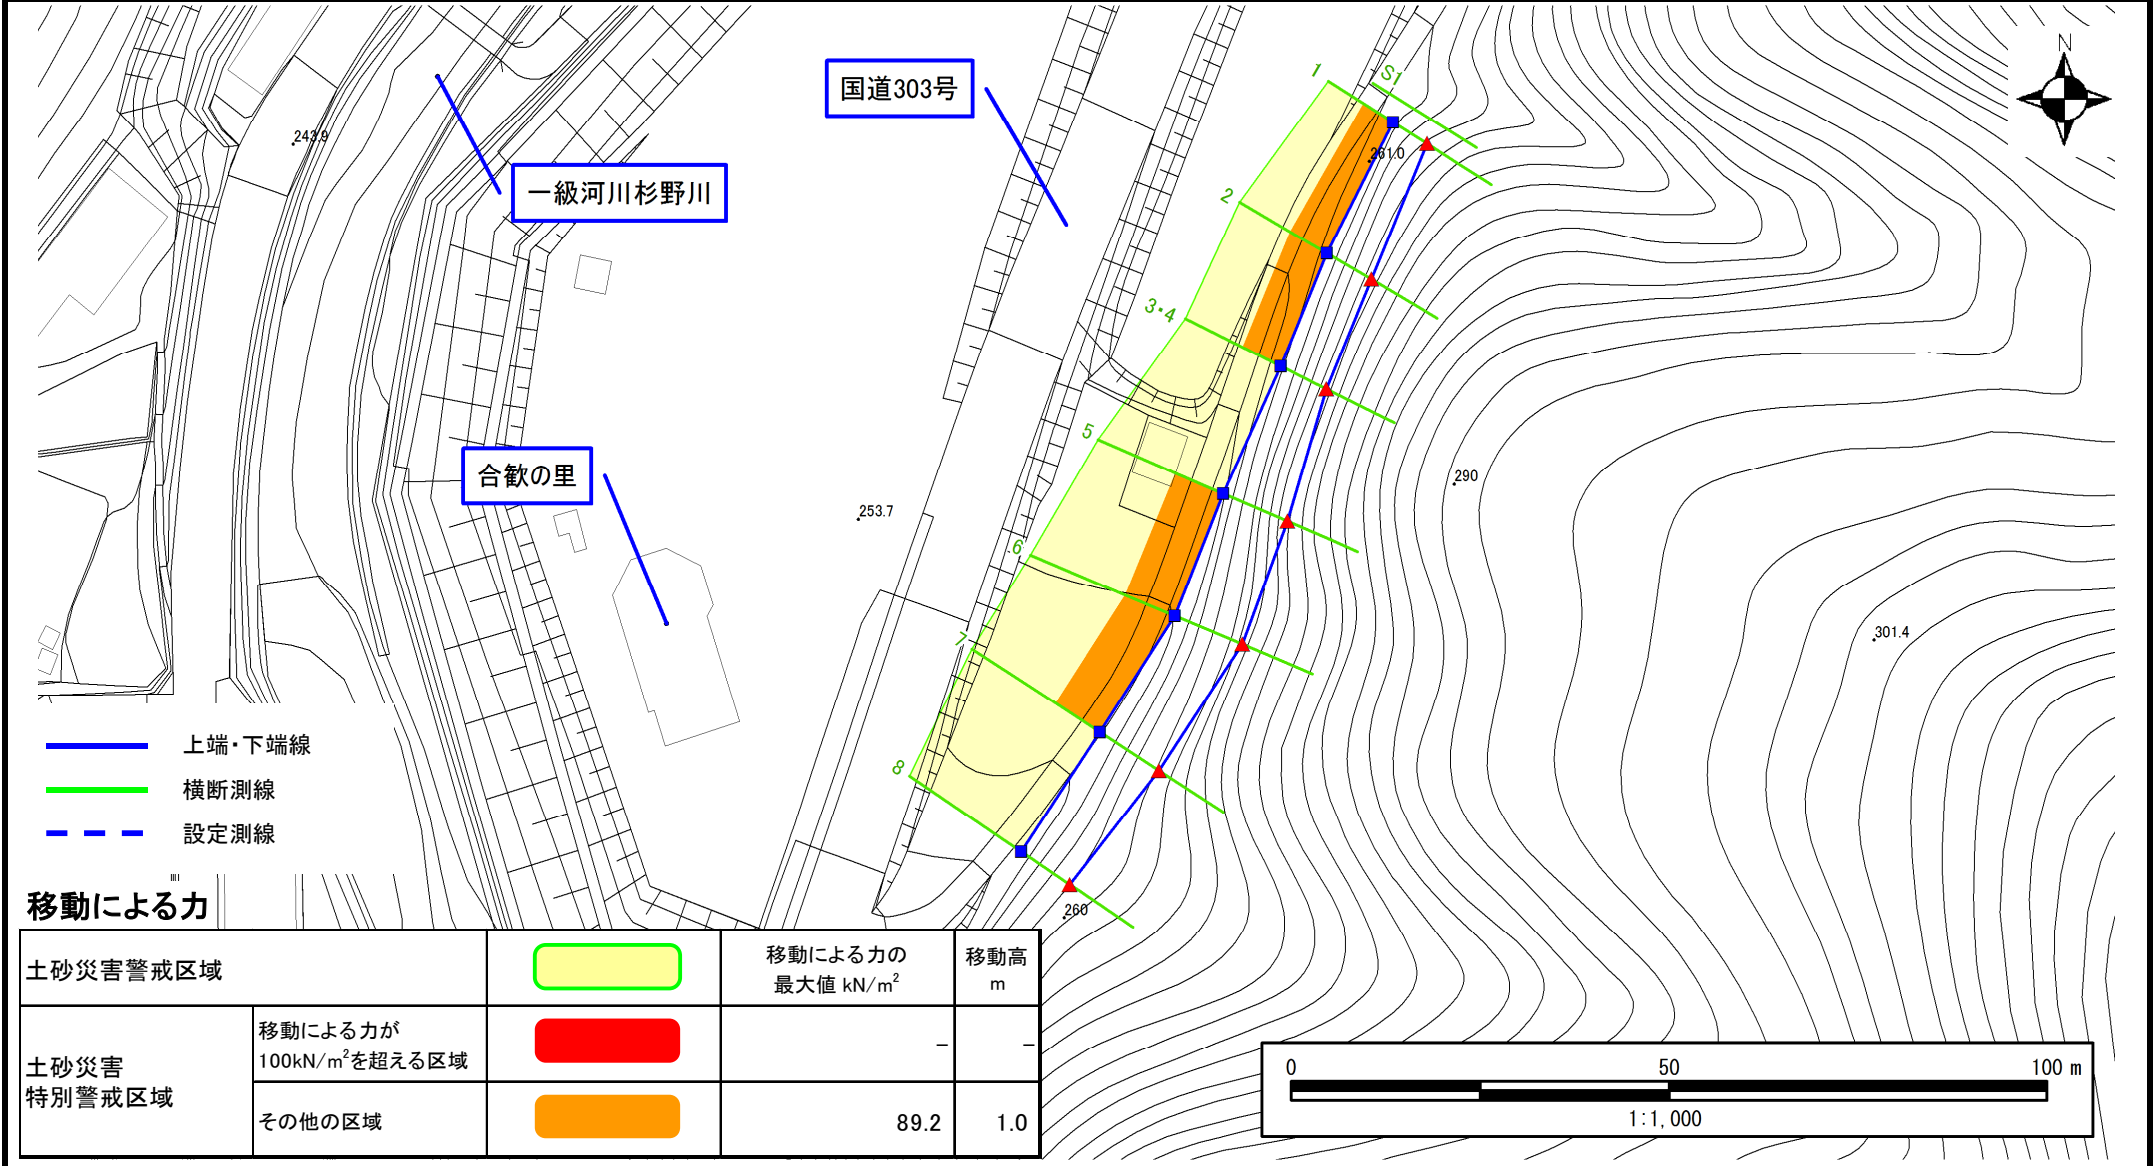 N
国道303号
一級河川杉野川
合歓の里
243.9
261.0
253.7
290
301.4
260
1
S1
2
3・4
5
6
7
8
上端・下端線
横断測線
設定測線
移動による力
土砂災害警戒区域
移動による力の
最大値 kN/m²
移動高
m
土砂災害
特別警戒区域
移動による力が
100kN/m²を超える区域
－
－
その他の区域
89.2
1.0
0
50
100 m
1:1,000